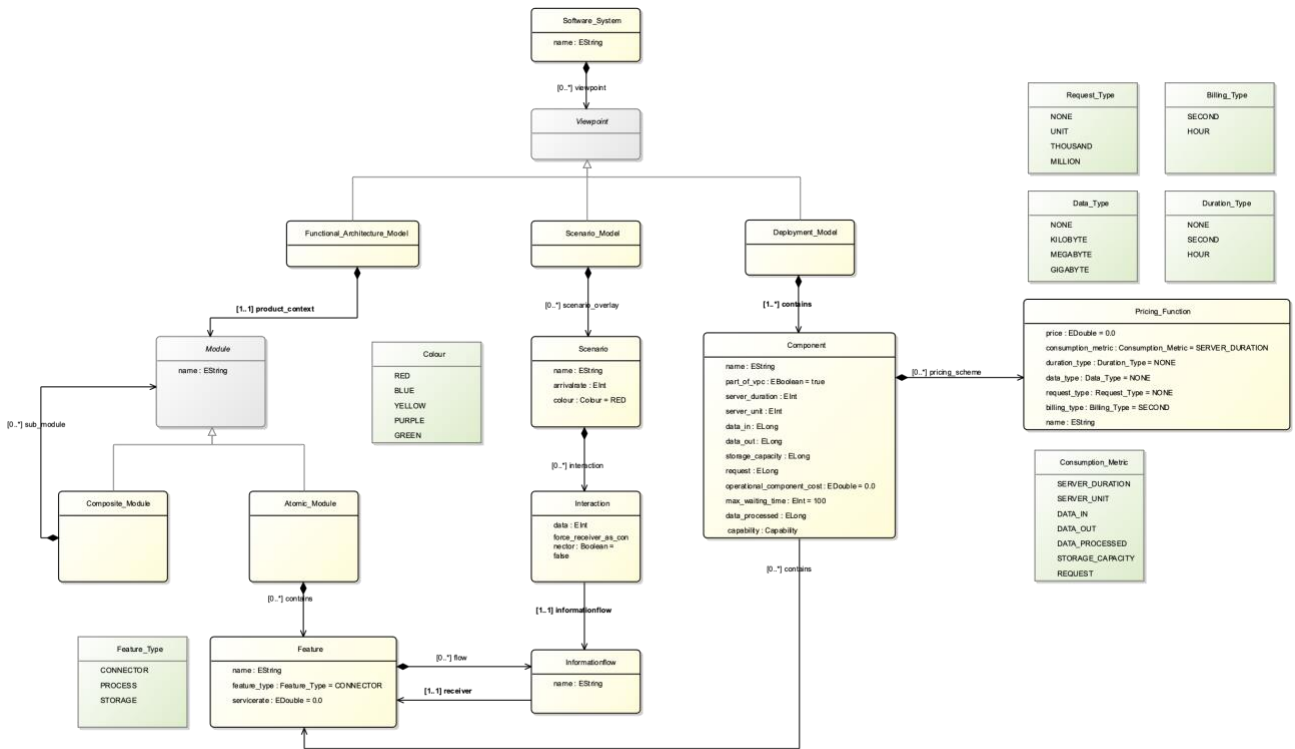 Software_System
name : EString
[0..*] viewpoint
Viewpoint
Request_Type
NONE
UNIT
THOUSAND
MILLION
Billing_Type
SECOND
HOUR
Data_Type
NONE
KILOBYTE
MEGABYTE
GIGABYTE
Duration_Type
NONE
SECOND
HOUR
Functional_Architecture_Model
Scenario_Model
Deployment_Model
[1..1] product_context
[0..*] scenario_overlay
[1..*] contains
Module
name : EString
Colour
RED
BLUE
YELLOW
PURPLE
GREEN
Scenario
name : EString
arrivalrate : EInt
colour : Colour = RED
Component
name : EString
part_of_vpc : EBoolean = true
server_duration : EInt
server_unit : EInt
data_in : ELong
data_out : ELong
storage_capacity : ELong
request : ELong
operational_component_cost : EDouble = 0.0
max_waiting_time : EInt = 100
data_processed : ELong
capability : Capability
[0..*] pricing_scheme
Pricing_Function
price : EDouble = 0.0
consumption_metric : Consumption_Metric = SERVER_DURATION
duration_type : Duration_Type = NONE
data_type : Data_Type = NONE
request_type : Request_Type = NONE
billing_type : Billing_Type = SECOND
name : EString
[0..*] sub_module
[0..*] interaction
Composite_Module
Atomic_Module
Interaction
data : EInt
force_receiver_as_con
nector : Boolean =
false
Consumption_Metric
SERVER_DURATION
SERVER_UNIT
DATA_IN
DATA_OUT
DATA_PROCESSED
STORAGE_CAPACITY
REQUEST
[0..*] contains
[1..1] informationflow
[0..*] contains
Feature_Type
CONNECTOR
PROCESS
STORAGE
Feature
name : EString
feature_type : Feature_Type = CONNECTOR
servicerate : EDouble = 0.0
[0..*] flow
[1..1] receiver
Informationflow
name : EString